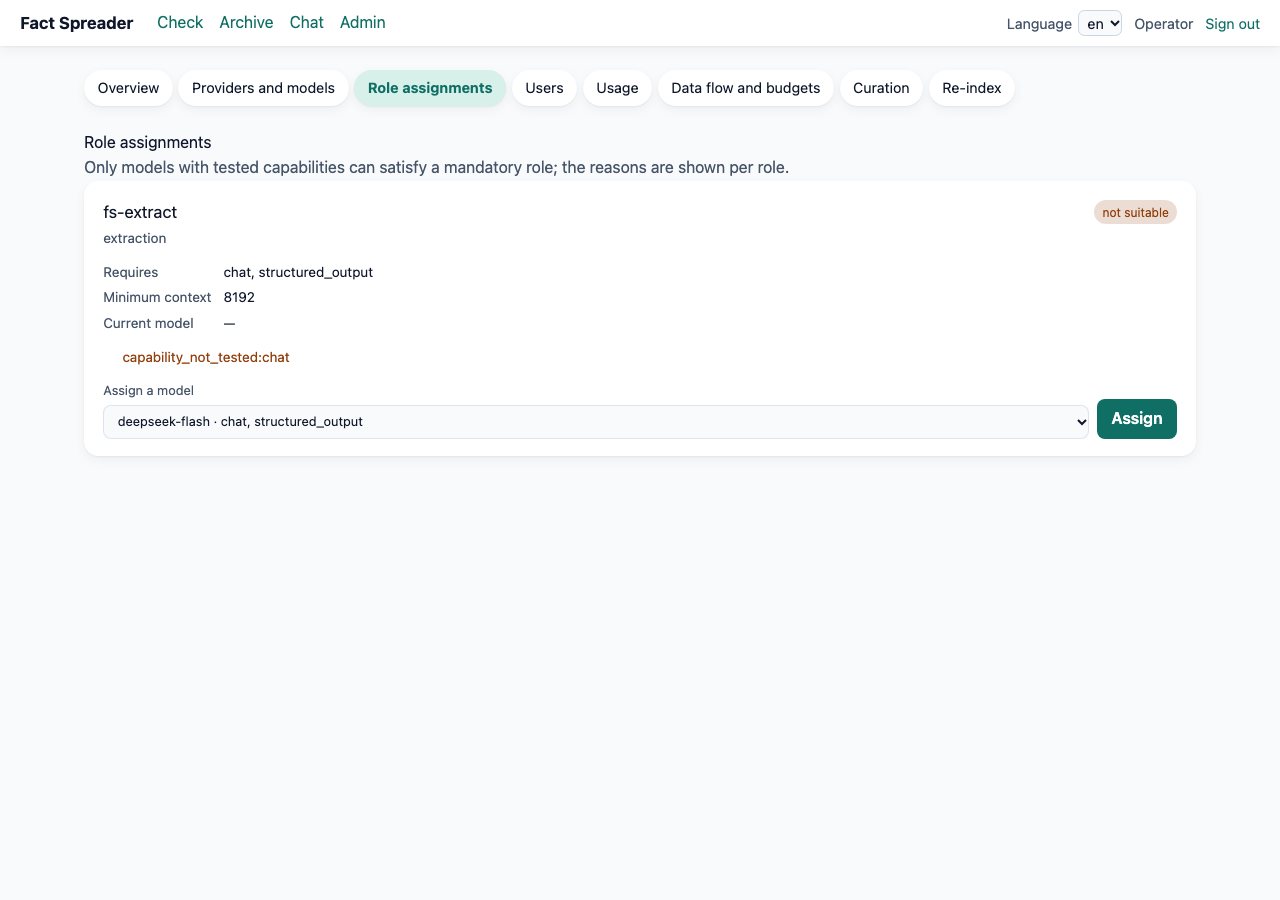 Fact Spreader Check Archive Chat Admin Language en Operator Sign out
Overview Providers and models Role assignments Users Usage Data flow and budgets Curation Re-index
Role assignments
Only models with tested capabilities can satisfy a mandatory role; the reasons are shown per role.
fs-extract not suitable
extraction
Requires chat, structured_output
Minimum context 8192
Current model —
capability_not_tested:chat
Assign a model
deepseek-flash · chat, structured_output Assign